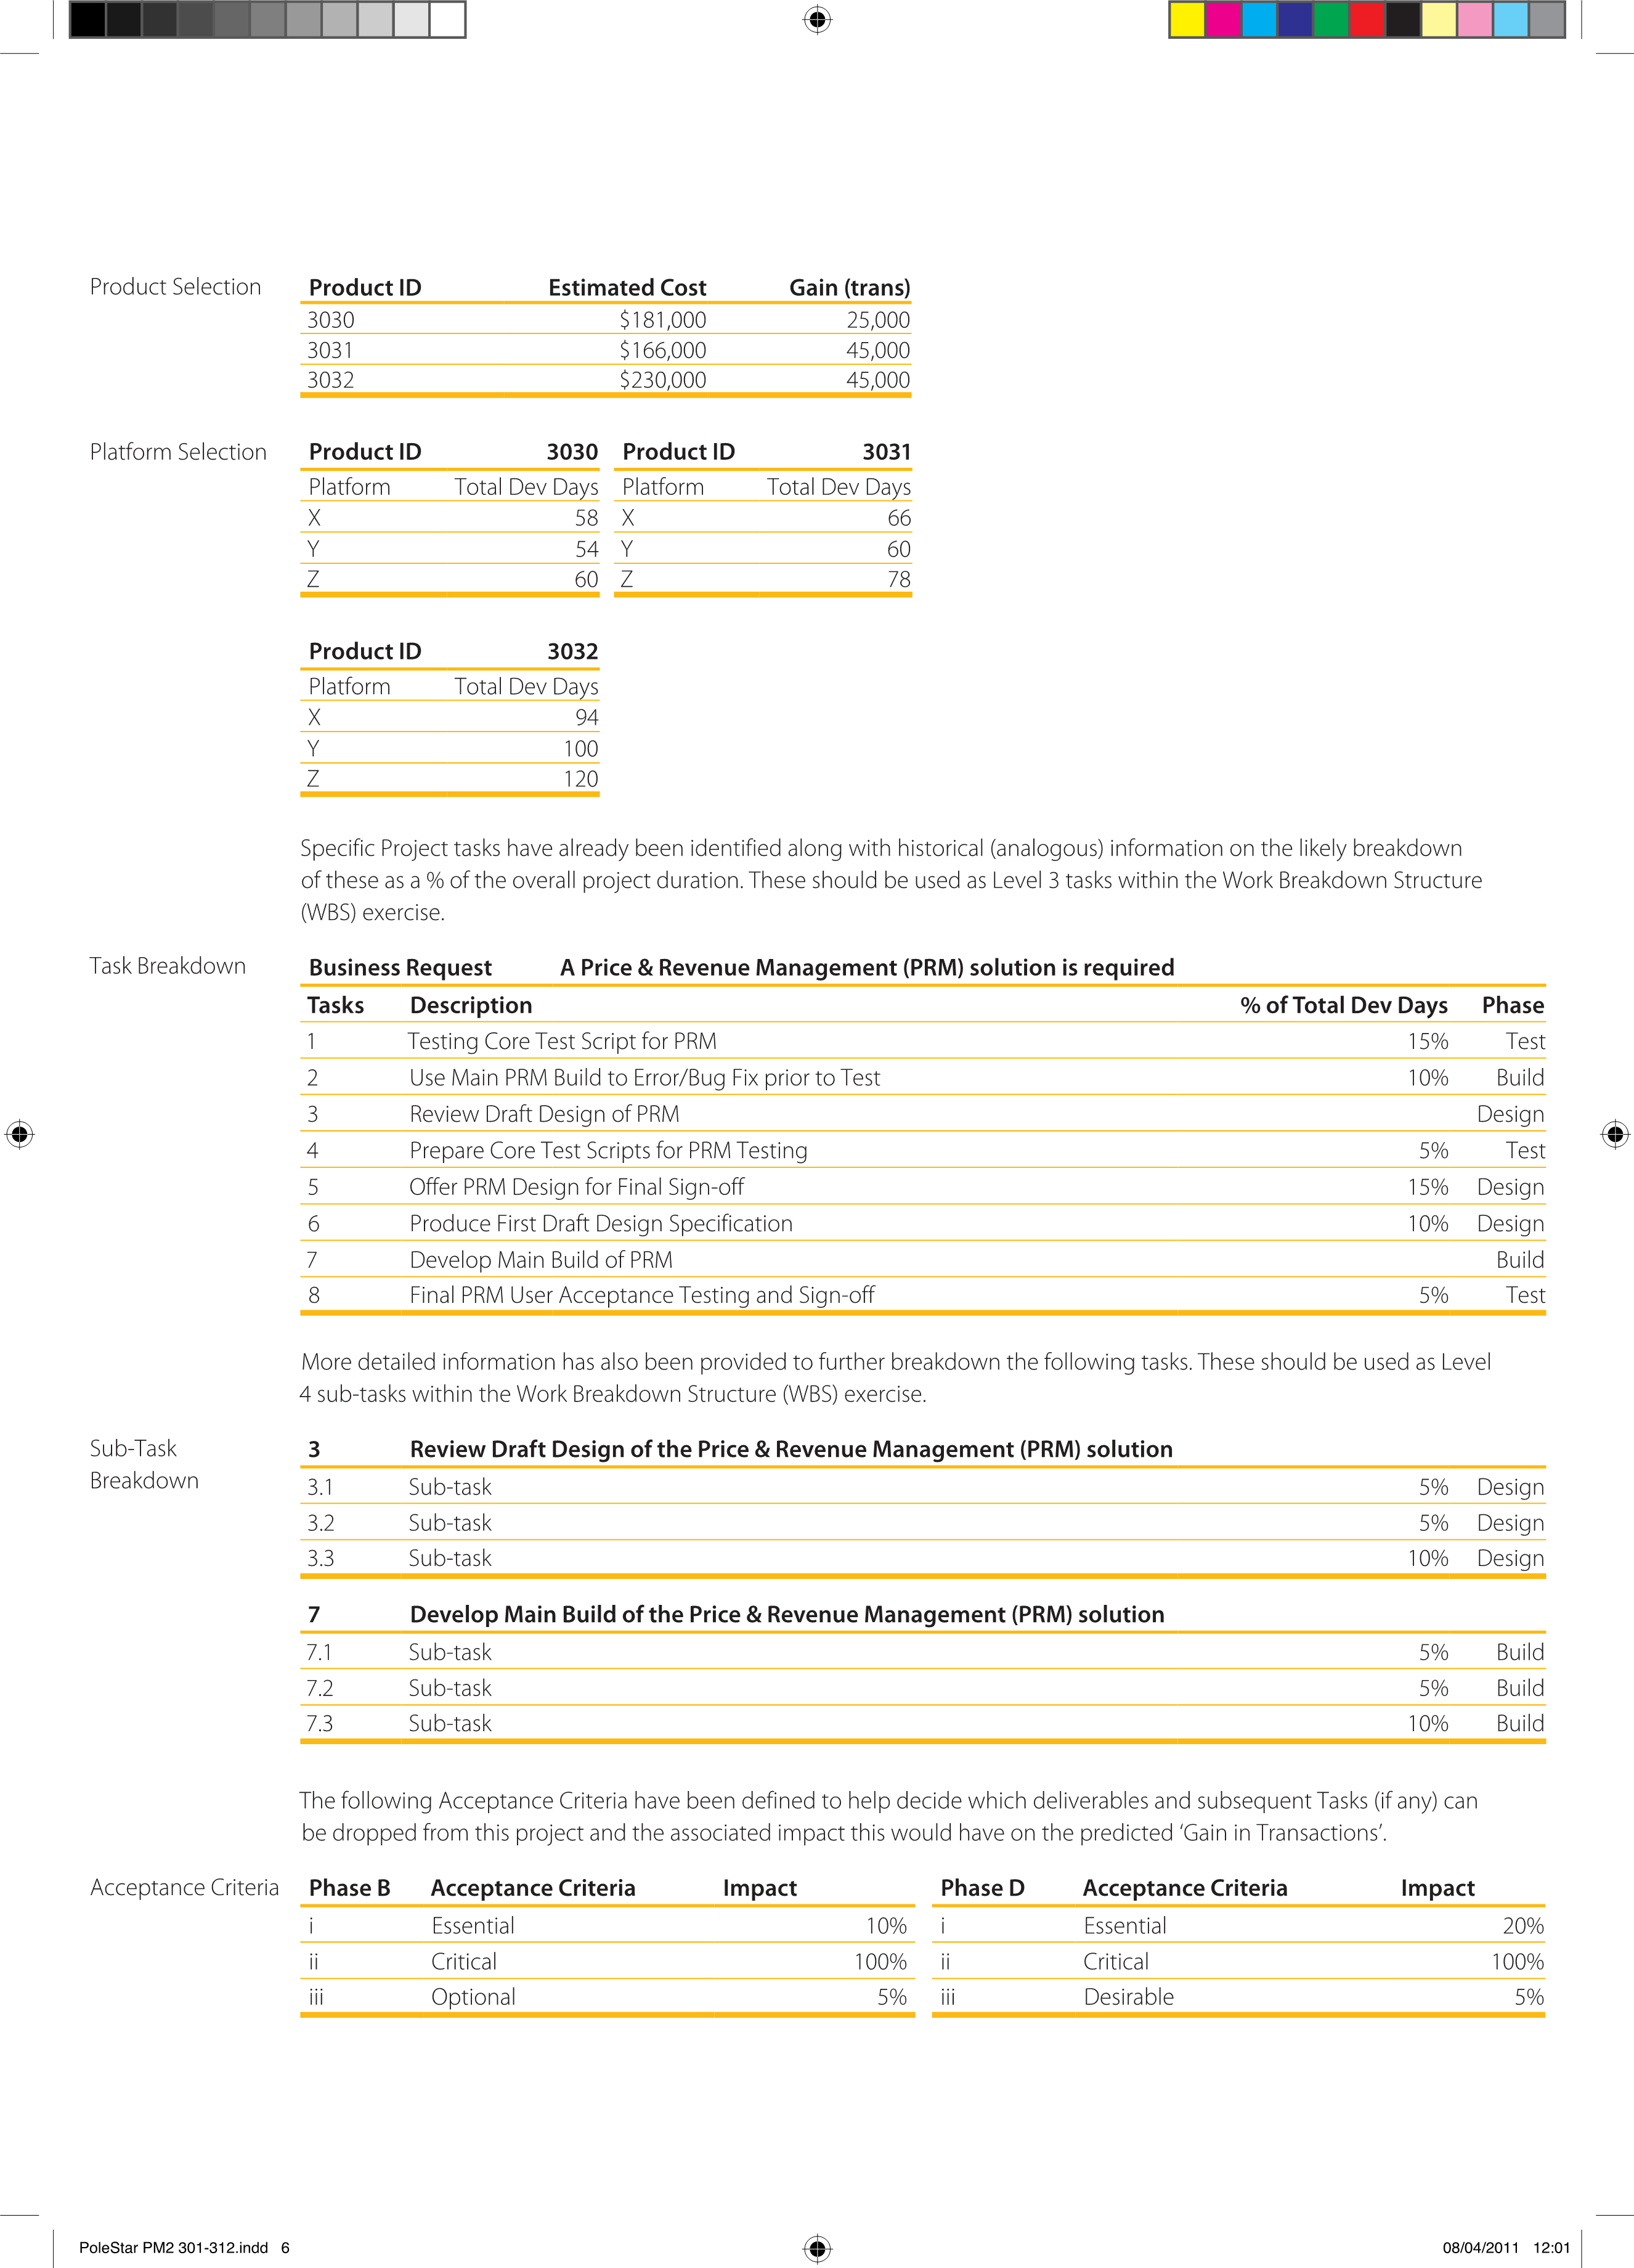 Product Selection
Product ID Estimated Cost Gain (trans)
3030 $181,000 25,000
3031 $166,000 45,000
3032 $230,000 45,000
Platform Selection
Product ID 3030 Product ID 3031
Platform Total Dev Days Platform Total Dev Days
X 58 X 66
Y 54 Y 60
Z 60 Z 78
Product ID 3032
Platform Total Dev Days
X 94
Y 100
Z 120
Specific Project tasks have already been identified along with historical (analogous) information on the likely breakdown
of these as a % of the overall project duration. These should be used as Level 3 tasks within the Work Breakdown Structure
(WBS) exercise.
Task Breakdown
Business Request A Price & Revenue Management (PRM) solution is required
Tasks Description % of Total Dev Days Phase
1 Testing Core Test Script for PRM 15% Test
2 Use Main PRM Build to Error/Bug Fix prior to Test 10% Build
3 Review Draft Design of PRM Design
4 Prepare Core Test Scripts for PRM Testing 5% Test
5 Offer PRM Design for Final Sign-off 15% Design
6 Produce First Draft Design Specification 10% Design
7 Develop Main Build of PRM Build
8 Final PRM User Acceptance Testing and Sign-off 5% Test
More detailed information has also been provided to further breakdown the following tasks. These should be used as Level
4 sub-tasks within the Work Breakdown Structure (WBS) exercise.
Sub-Task
Breakdown
3 Review Draft Design of the Price & Revenue Management (PRM) solution
3.1 Sub-task 5% Design
3.2 Sub-task 5% Design
3.3 Sub-task 10% Design
7 Develop Main Build of the Price & Revenue Management (PRM) solution
7.1 Sub-task 5% Build
7.2 Sub-task 5% Build
7.3 Sub-task 10% Build
The following Acceptance Criteria have been defined to help decide which deliverables and subsequent Tasks (if any) can
be dropped from this project and the associated impact this would have on the predicted ‘Gain in Transactions’.
Acceptance Criteria
Phase B Acceptance Criteria Impact Phase D Acceptance Criteria Impact
i Essential 10% i Essential 20%
ii Critical 100% ii Critical 100%
iii Optional 5% iii Desirable 5%
PoleStar PM2 301-312.indd 6 08/04/2011 12:01